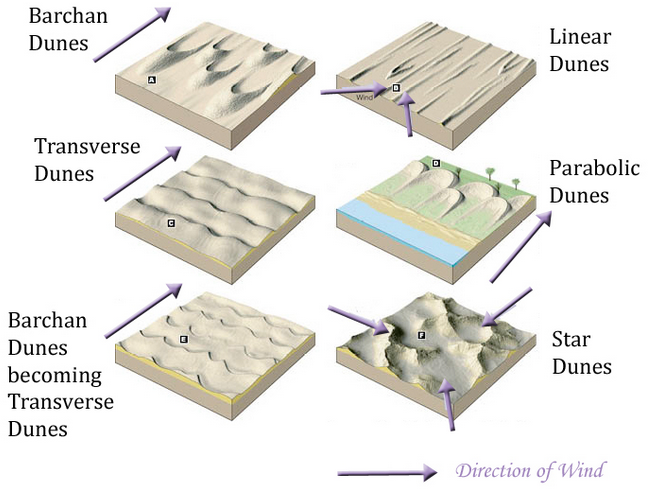 Barchan
Dunes
A
Linear
Dunes
Wind
B
Transverse
Dunes
C
D
Parabolic
Dunes
Barchan
Dunes
becoming
Transverse
Dunes
E
F
Star
Dunes
Direction of Wind